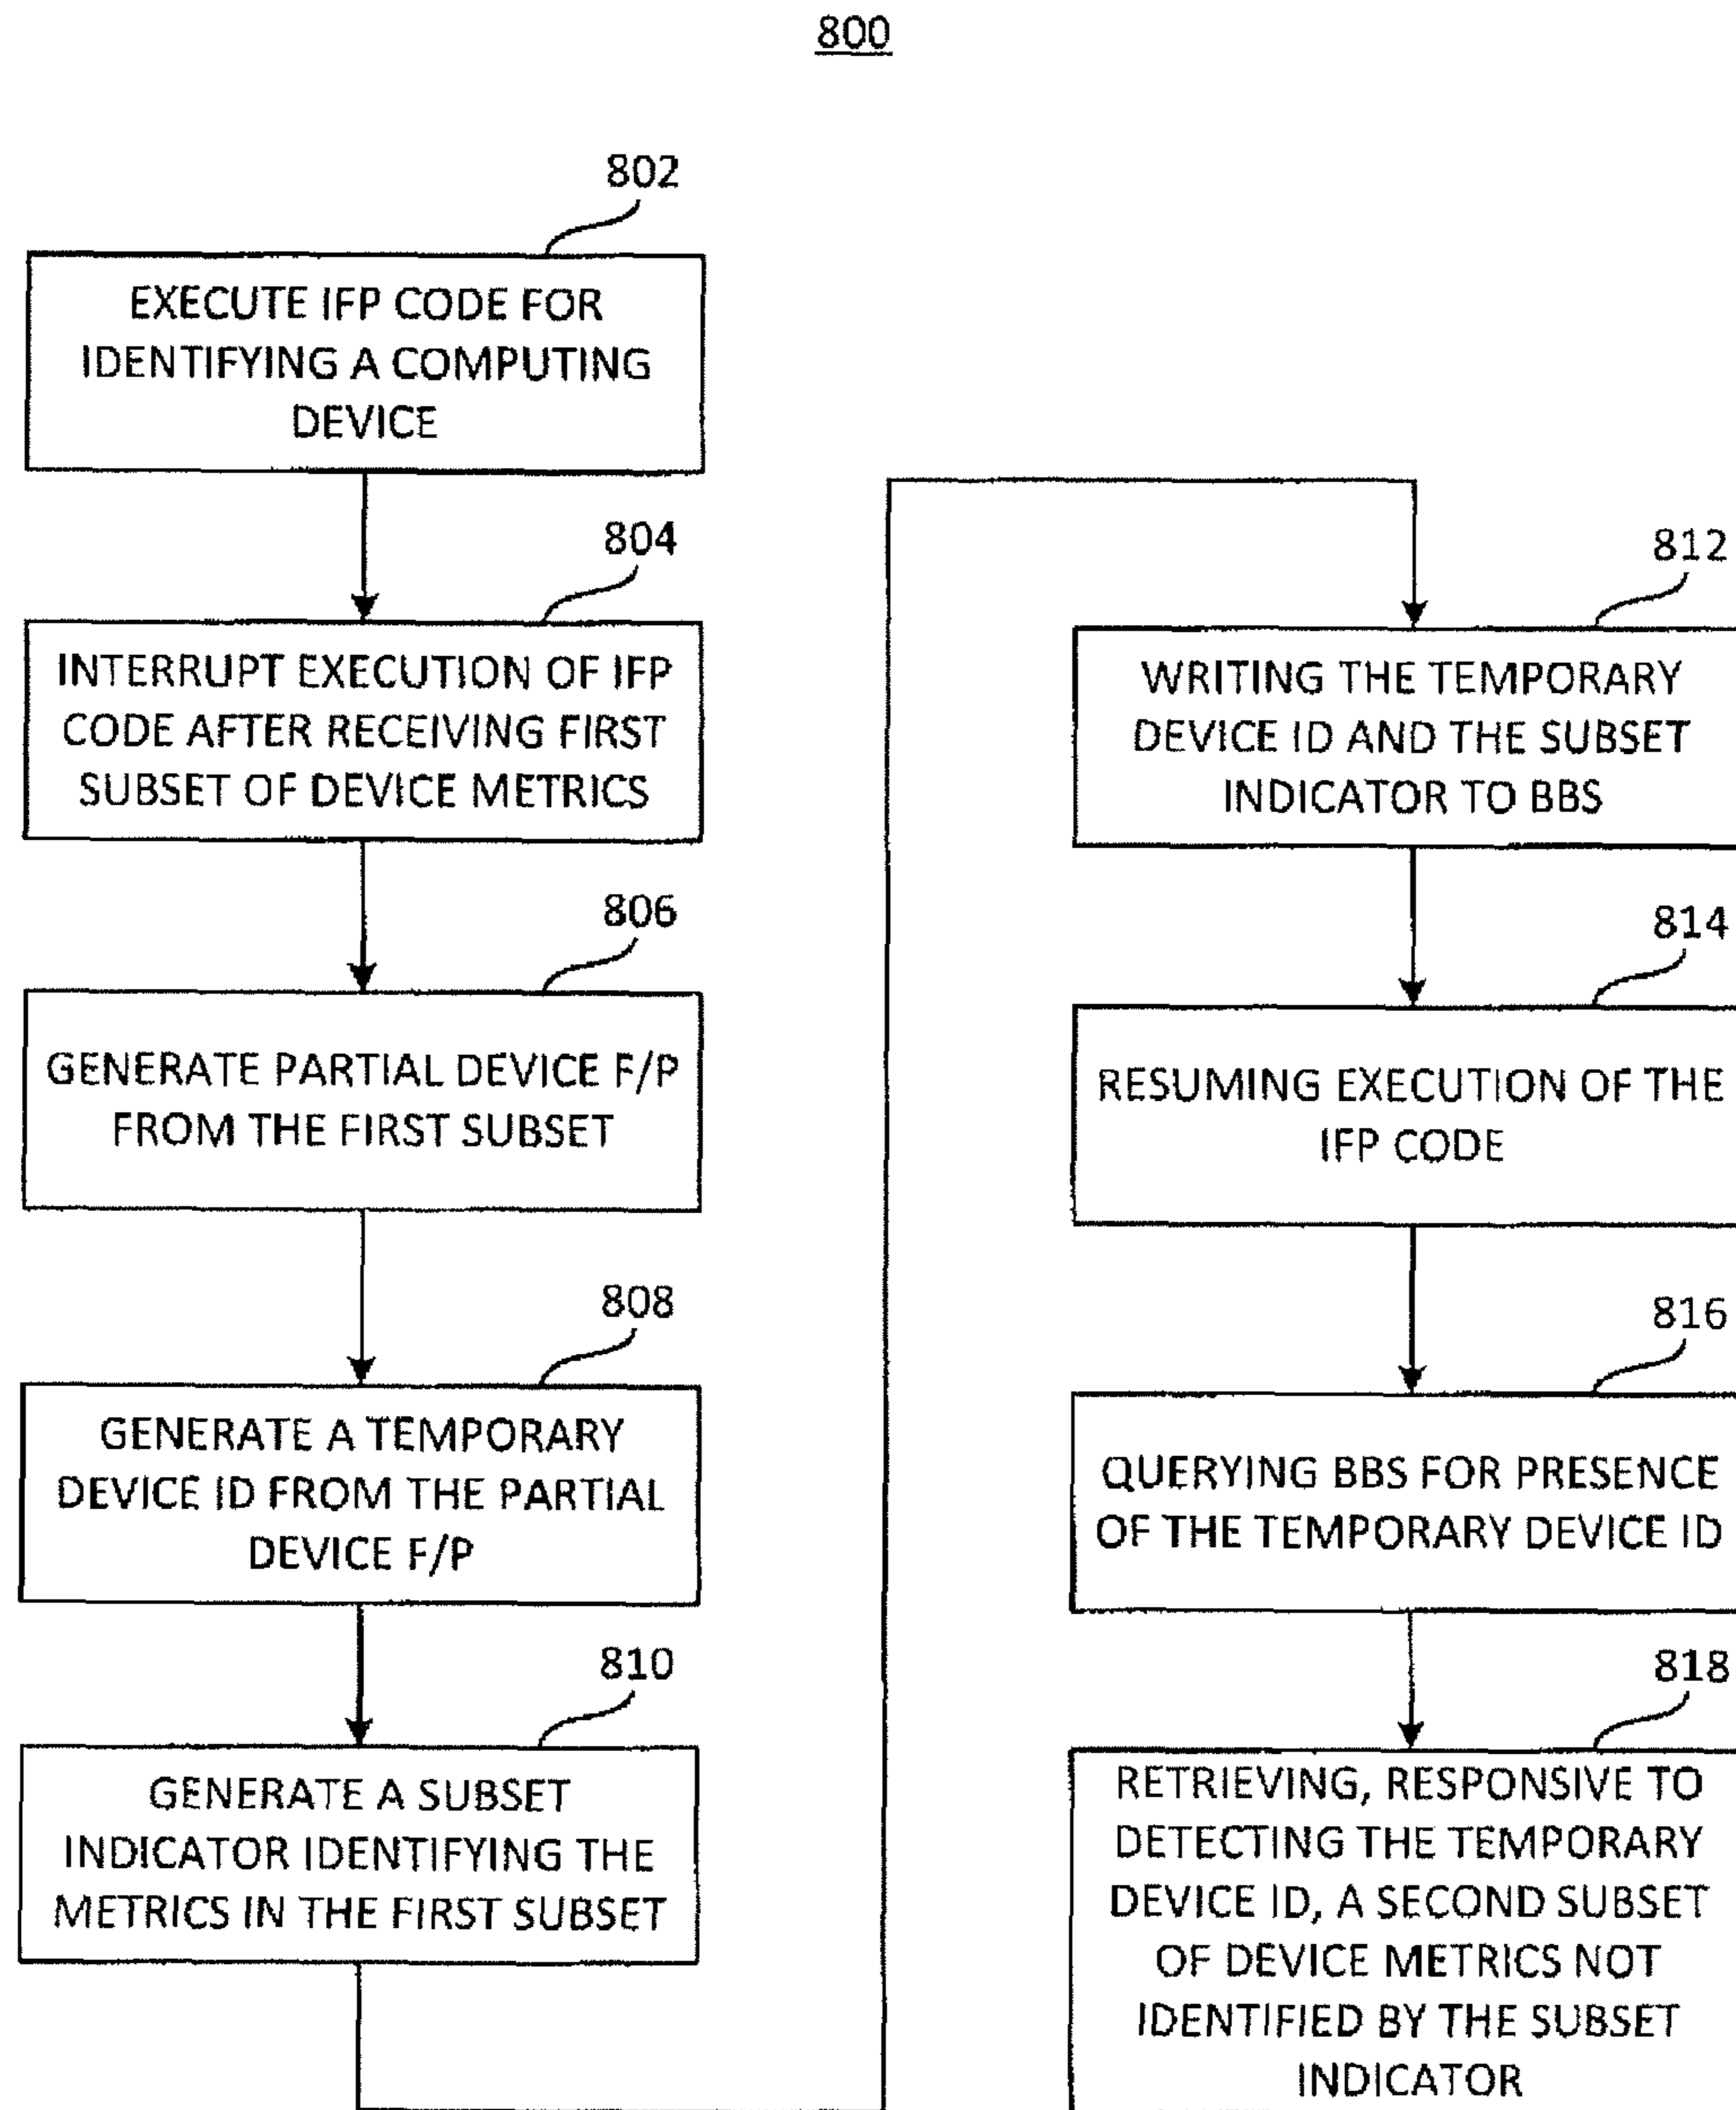 800
802
EXECUTE IFP CODE FOR
IDENTIFYING A COMPUTING
DEVICE
804
INTERRUPT EXECUTION OF IFP
CODE AFTER RECEIVING FIRST
SUBSET OF DEVICE METRICS
806
GENERATE PARTIAL DEVICE F/P
FROM THE FIRST SUBSET
808
GENERATE A TEMPORARY
DEVICE ID FROM THE PARTIAL
DEVICE F/P
810
GENERATE A SUBSET
INDICATOR IDENTIFYING THE
METRICS IN THE FIRST SUBSET
812
WRITING THE TEMPORARY
DEVICE ID AND THE SUBSET
INDICATOR TO BBS
814
RESUMING EXECUTION OF THE
IFP CODE
816
QUERYING BBS FOR PRESENCE
OF THE TEMPORARY DEVICE ID
818
RETRIEVING, RESPONSIVE TO
DETECTING THE TEMPORARY
DEVICE ID, A SECOND SUBSET
OF DEVICE METRICS NOT
IDENTIFIED BY THE SUBSET
INDICATOR